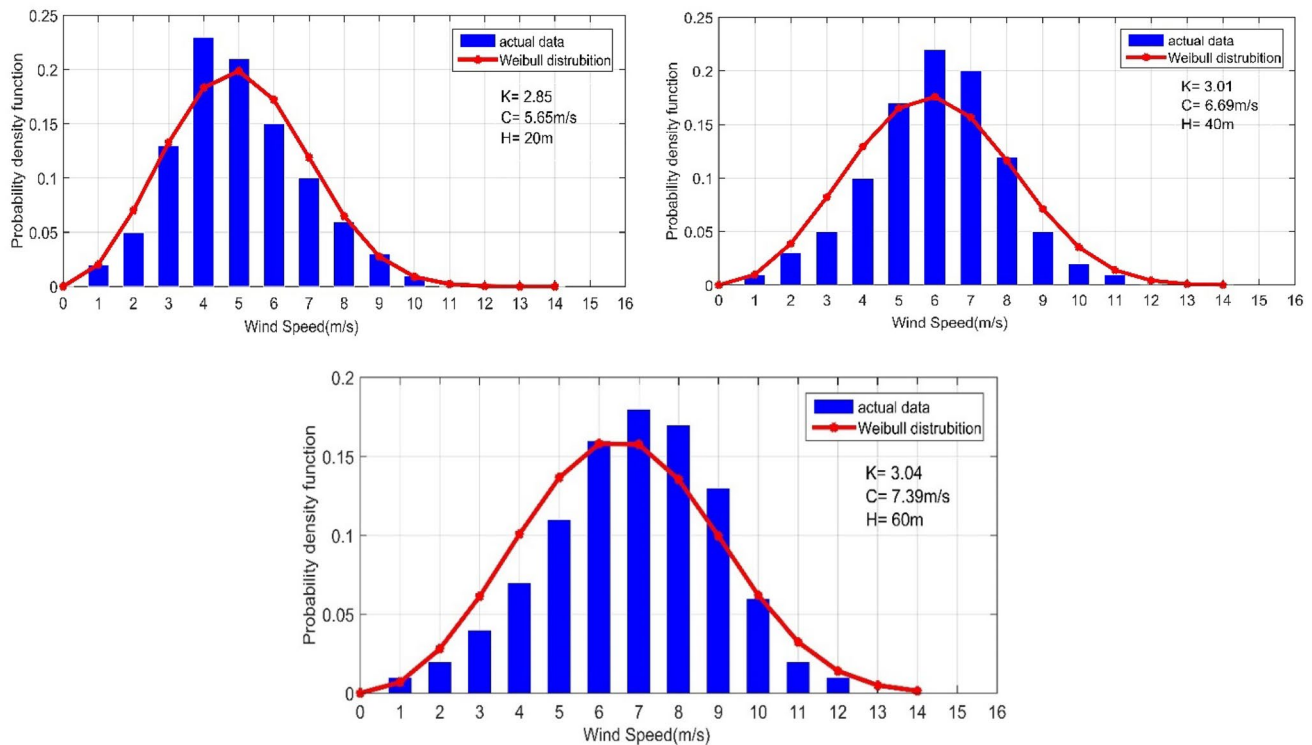 0.25
0.2
0.15
0.1
0.05
0
Probability density function
actual data
Weibull distrubition
K= 2.85
C= 5.65m/s
H= 20m
0 1 2 3 4 5 6 7 8 9 10 11 12 13 14 15 16
Wind Speed(m/s)
0.25
0.2
0.15
0.1
0.05
0
Probability density function
actual data
Weibull distrubition
K= 3.01
C= 6.69m/s
H= 40m
0 1 2 3 4 5 6 7 8 9 10 11 12 13 14 15 16
Wind Speed(m/s)
0.2
0.15
0.1
0.05
0
Probability density function
actual data
Weibull distrubition
K= 3.04
C= 7.39m/s
H= 60m
0 1 2 3 4 5 6 7 8 9 10 11 12 13 14 15 16
Wind Speed(m/s)